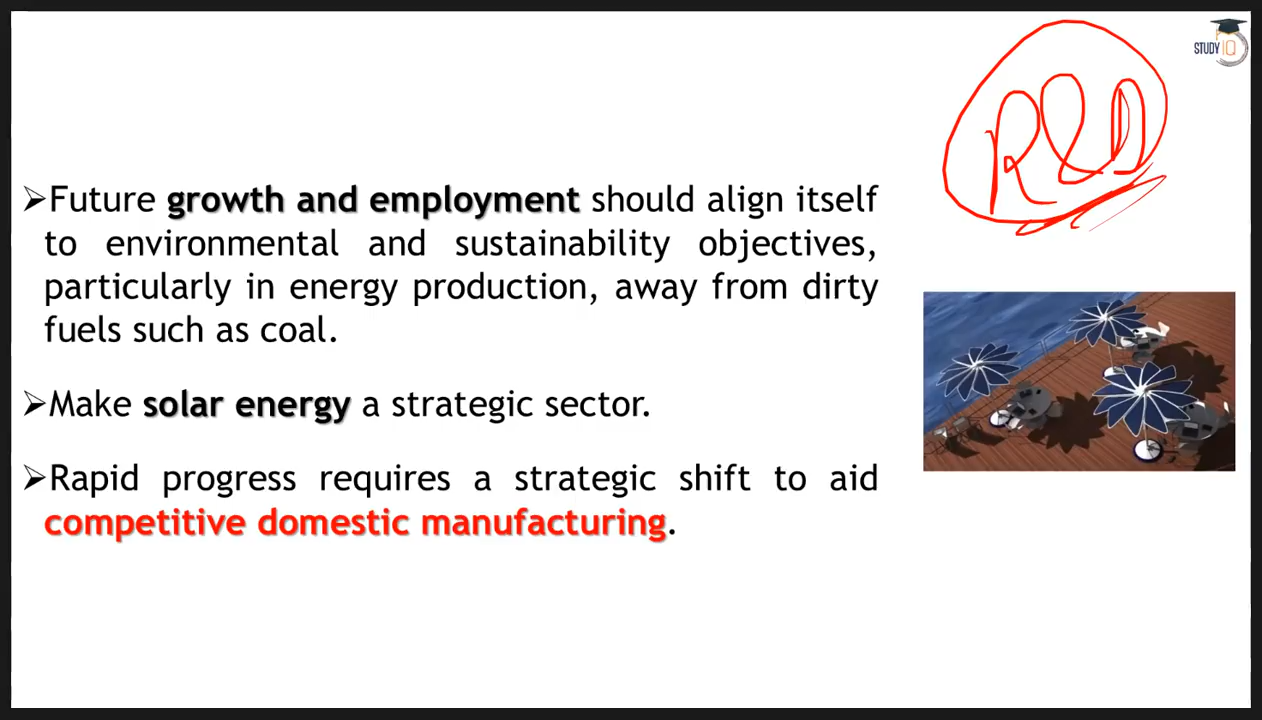 STUDY IQ
R&D
➢Future growth and employment should align itself
to environmental and sustainability objectives,
particularly in energy production, away from dirty
fuels such as coal.
➢Make solar energy a strategic sector.
➢Rapid progress requires a strategic shift to aid
competitive domestic manufacturing.